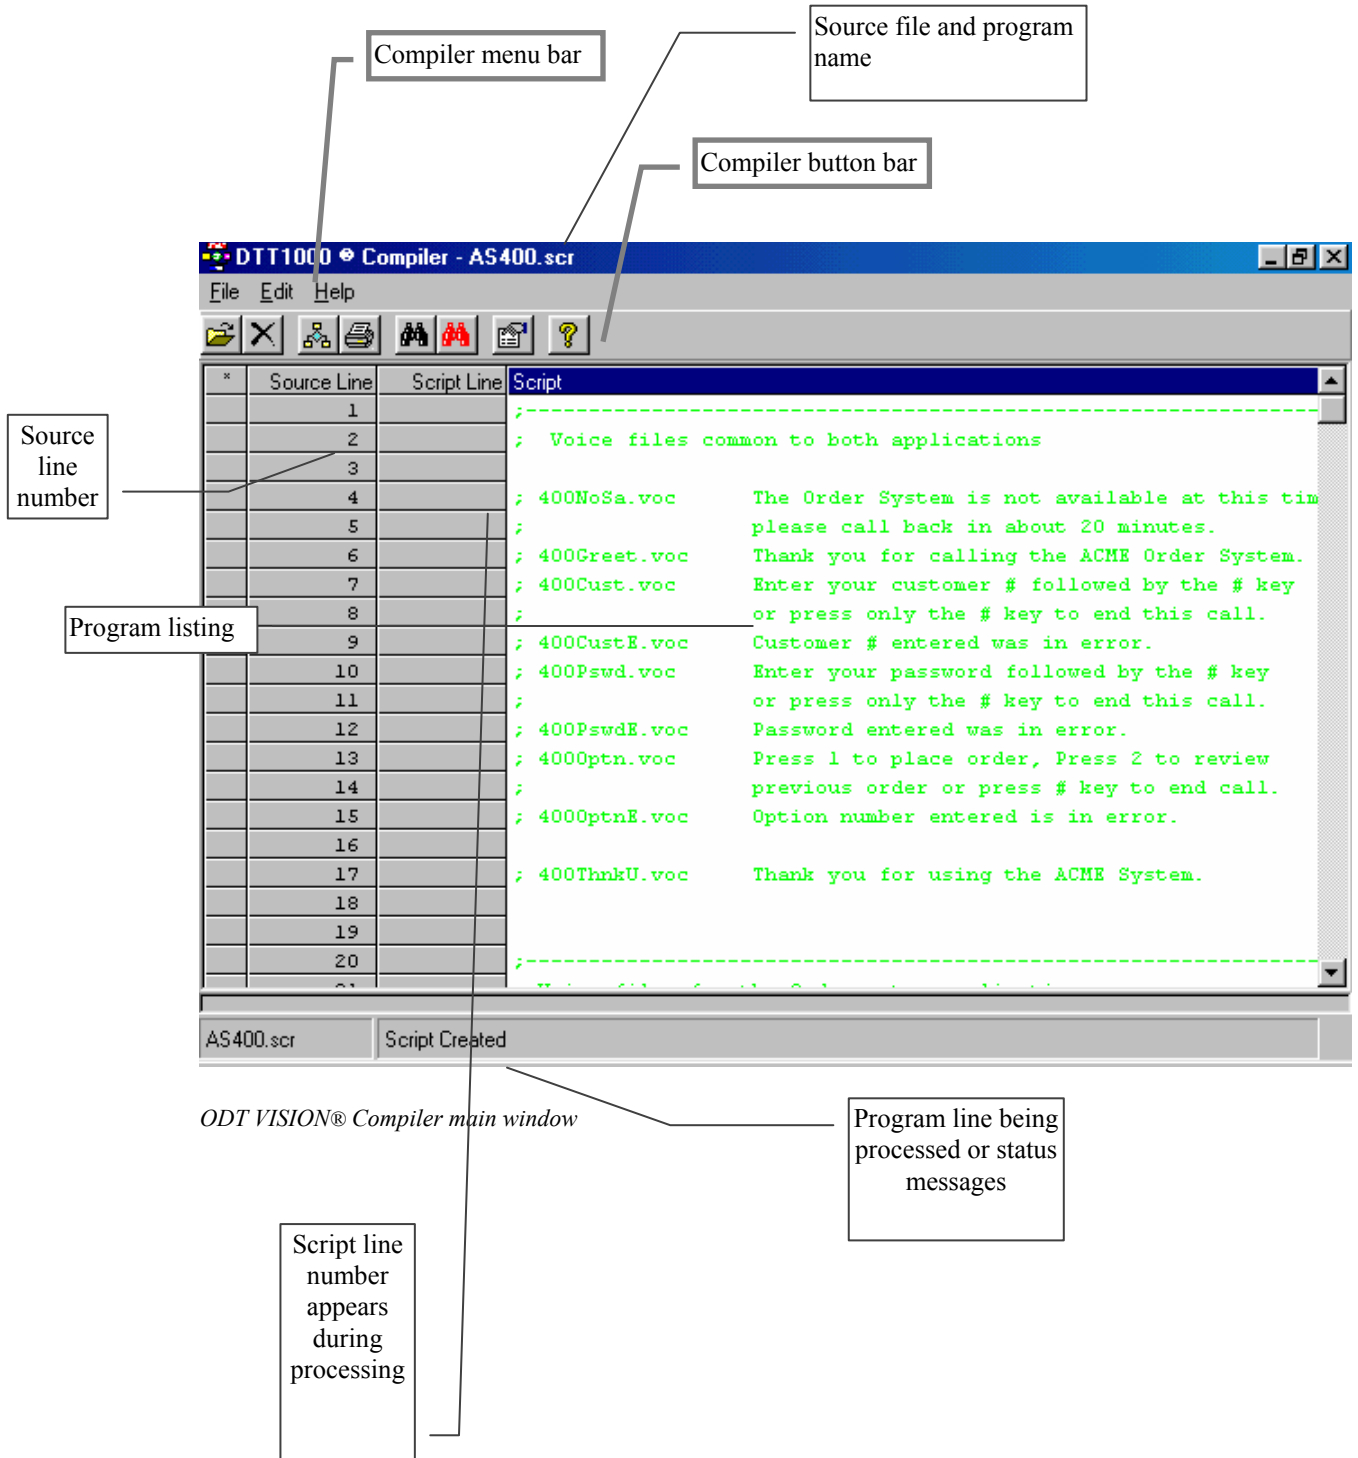 Source file and program
name
Compiler menu bar
Compiler button bar
DTT1000 ® Compiler - AS400.scr
File Edit Help
* Source Line Script Line Script
1 ;---------------------------------------------------------------
2 ; Voice files common to both applications
3
4 ; 400NoSa.voc The Order System is not available at this tim
5 ; please call back in about 20 minutes.
6 ; 400Greet.voc Thank you for calling the ACME Order System.
7 ; 400Cust.voc Enter your customer # followed by the # key
8 ; or press only the # key to end this call.
9 ; 400CustE.voc Customer # entered was in error.
10 ; 400Pswd.voc Enter your password followed by the # key
11 ; or press only the # key to end this call.
12 ; 400PswdE.voc Password entered was in error.
13 ; 400Optn.voc Press 1 to place order, Press 2 to review
14 ; previous order or press # key to end call.
15 ; 400OptnE.voc Option number entered is in error.
16
17 ; 400ThnkU.voc Thank you for using the ACME System.
18
19
20 ;---------------------------------------------------------------
Source
line
number
Program listing
AS400.scr Script Created
ODT VISION® Compiler main window
Program line being
processed or status
messages
Script line
number
appears
during
processing